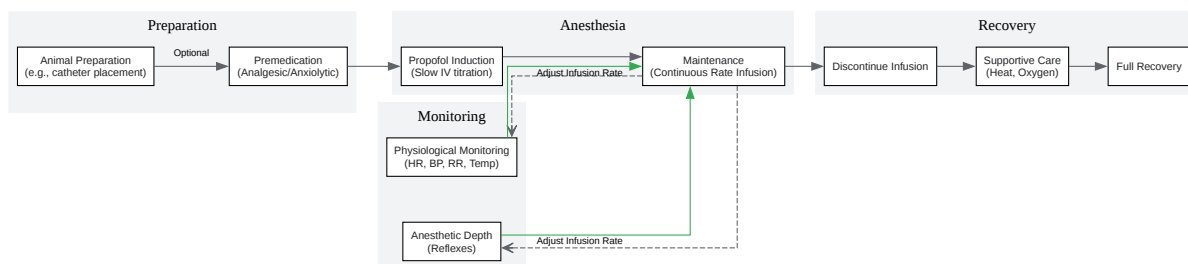 Preparation
Animal Preparation
(e.g., catheter placement)
Optional
Premedication
(Analgesic/Anxiolytic)
Anesthesia
Propofol Induction
(Slow IV titration)
Adjust Infusion Rate
Maintenance
(Continuous Rate Infusion)
Recovery
Discontinue Infusion
Supportive Care
(Heat, Oxygen)
Full Recovery
Monitoring
Physiological Monitoring
(HR, BP, RR, Temp)
Anesthetic Depth
(Reflexes)
Adjust Infusion Rate